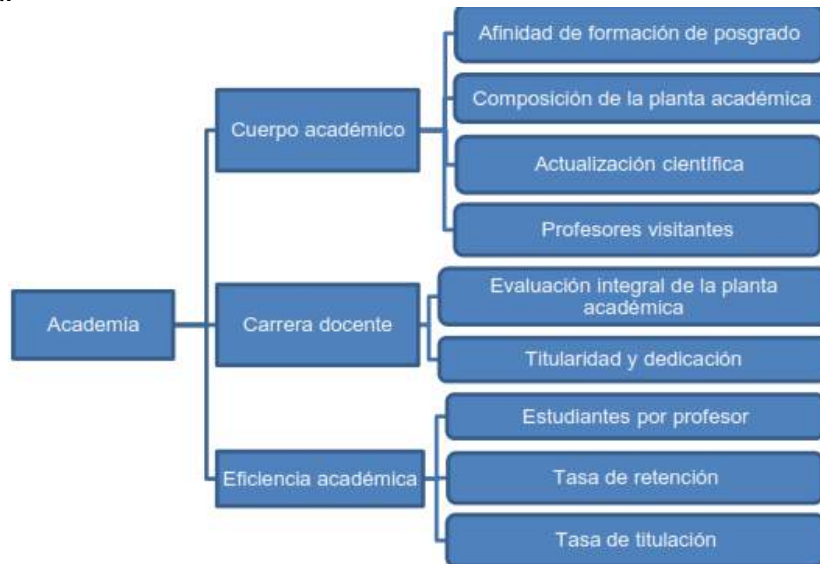 Afinidad de formación de posgrado
Composición de la planta académica
Cuerpo académico
Actualización científica
Profesores visitantes
Evaluación integral de la planta
académica
Academia
Carrera docente
Titularidad y dedicación
Estudiantes por profesor
Eficiencia académica
Tasa de retención
Tasa de titulación